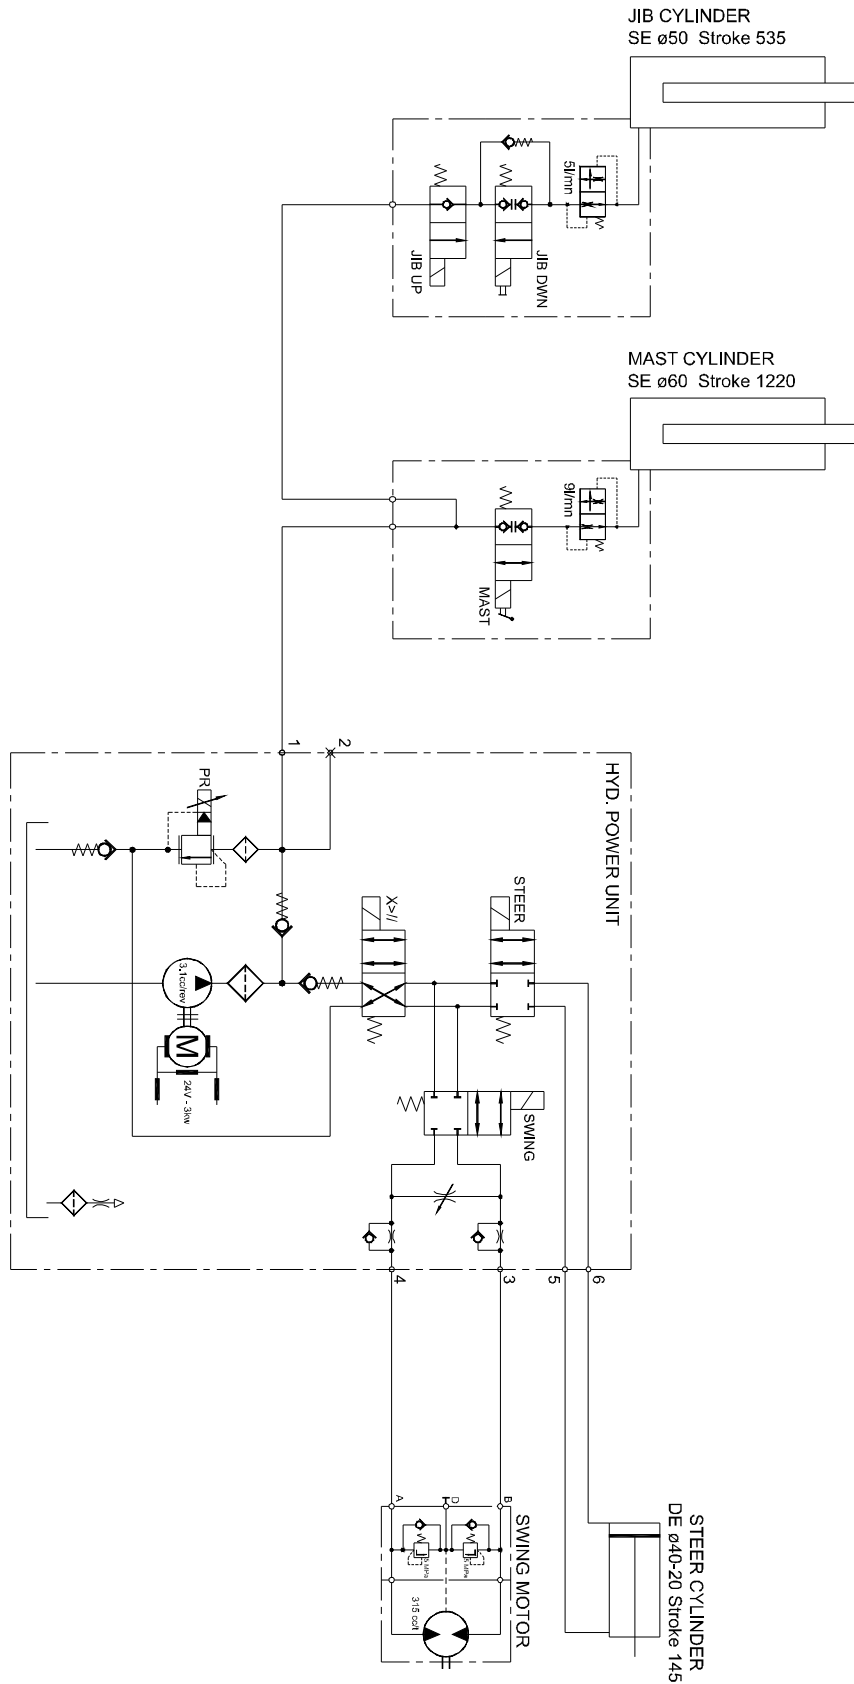 JIB CYLINDER
SE ø50 Stroke 535
5l/mn
JIB UP
JIB DWN
MAST CYLINDER
SE ø60 Stroke 1220
9l/mn
MAST
1
2
HYD. POWER UNIT
PR
X>//
STEER
3.1cc/rev
M
24V - 3kw
SWING
4
3
5
6
A
D
B
SWING MOTOR
STEER CYLINDER
DE ø40-20 Stroke 145
315 cc/t